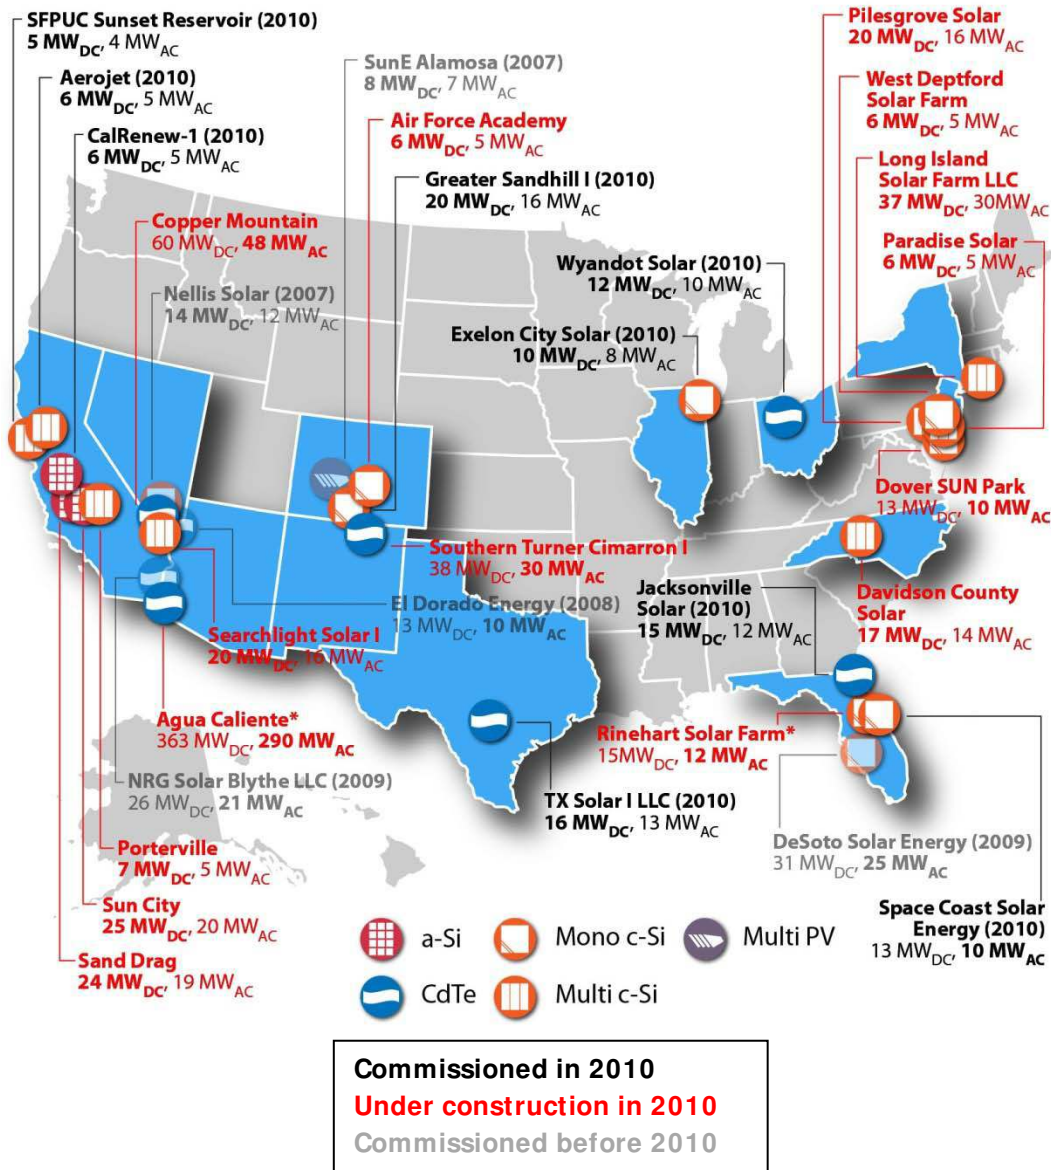 SFPUC Sunset Reservoir (2010)
5 MWDC, 4 MWAC
Aerojet (2010)
6 MWDC, 5 MWAC
CalRenew-1 (2010)
6 MWDC, 5 MWAC
SunE Alamosa (2007)
8 MWDC, 7 MWAC
Air Force Academy
6 MWDC, 5 MWAC
Greater Sandhill I (2010)
20 MWDC, 16 MWAC
Pilesgrove Solar
20 MWDC, 16 MWAC
West Deptford
Solar Farm
6 MWDC, 5 MWAC
Long Island
Solar Farm LLC
37 MWDC, 30MWAC
Paradise Solar
6 MWDC, 5 MWAC
Copper Mountain
60 MWDC, 48 MWAC
Nellis Solar (2007)
14 MWDC, 12 MWAC
Wyandot Solar (2010)
12 MWDC, 10 MWAC
Exelon City Solar (2010)
10 MWDC, 8 MWAC
Dover SUN Park
13 MWDC, 10 MWAC
Southern Turner Cimarron I
38 MWDC, 30 MWAC
El Dorado Energy (2008)
13 MWDC, 10 MWAC
Searchlight Solar I
20 MWDC, 16 MWAC
Jacksonville
Solar (2010)
15 MWDC, 12 MWAC
Davidson County
Solar
17 MWDC, 14 MWAC
Agua Caliente*
363 MWDC, 290 MWAC
NRG Solar Blythe LLC (2009)
26 MWDC, 21 MWAC
Rinehart Solar Farm*
15MWDC, 12 MWAC
TX Solar I LLC (2010)
16 MWDC, 13 MWAC
DeSoto Solar Energy (2009)
31 MWDC, 25 MWAC
Porterville
7 MWDC, 5 MWAC
Sun City
25 MWDC, 20 MWAC
Sand Drag
24 MWDC, 19 MWAC
Space Coast Solar
Energy (2010)
13 MWDC, 10 MWAC
a-Si
Mono c-Si
Multi PV
CdTe
Multi c-Si
Commissioned in 2010
Under construction in 2010
Commissioned before 2010